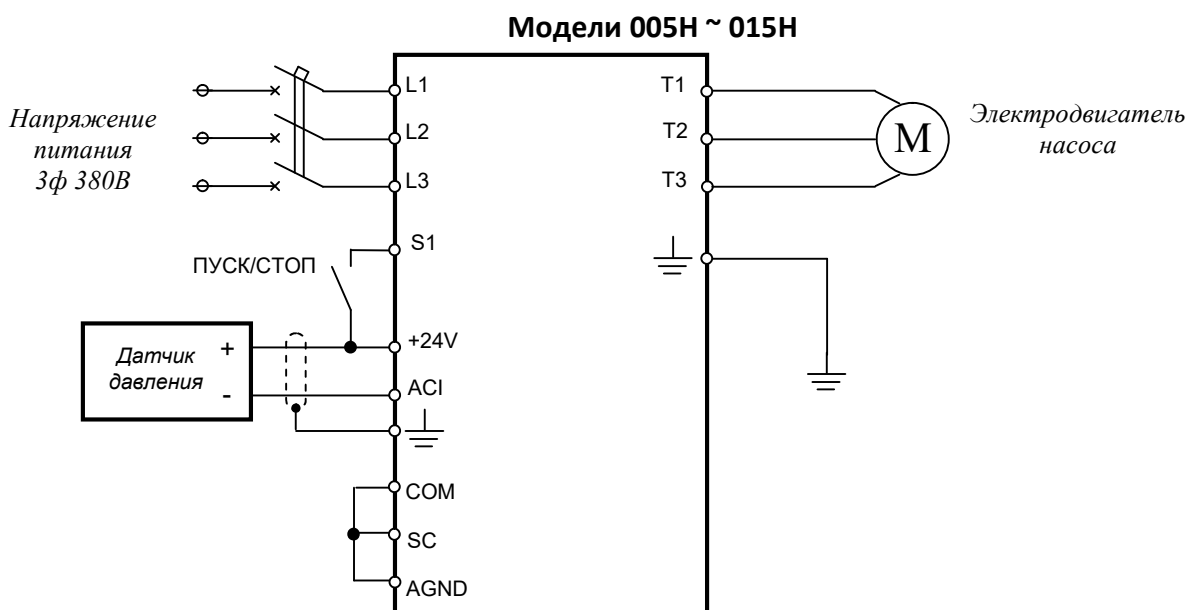 Модели 005H ~ 015H
Напряжение
питания
3ф 380В
L1
L2
L3
T1
T2
T3
M
Электродвигатель
насоса
S1
ПУСК/СТОП
Датчик
давления
+
-
+24V
ACI
COM
SC
AGND